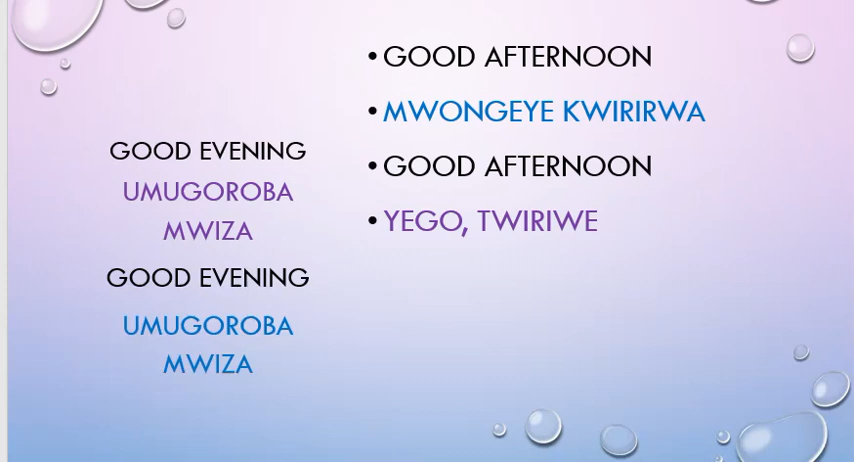 GOOD EVENING
UMUGOROBA
MWIZA
GOOD EVENING
UMUGOROBA
MWIZA
• GOOD AFTERNOON
• MWONGEYE KWIRIRWA
• GOOD AFTERNOON
• YEGO, TWIRIWE